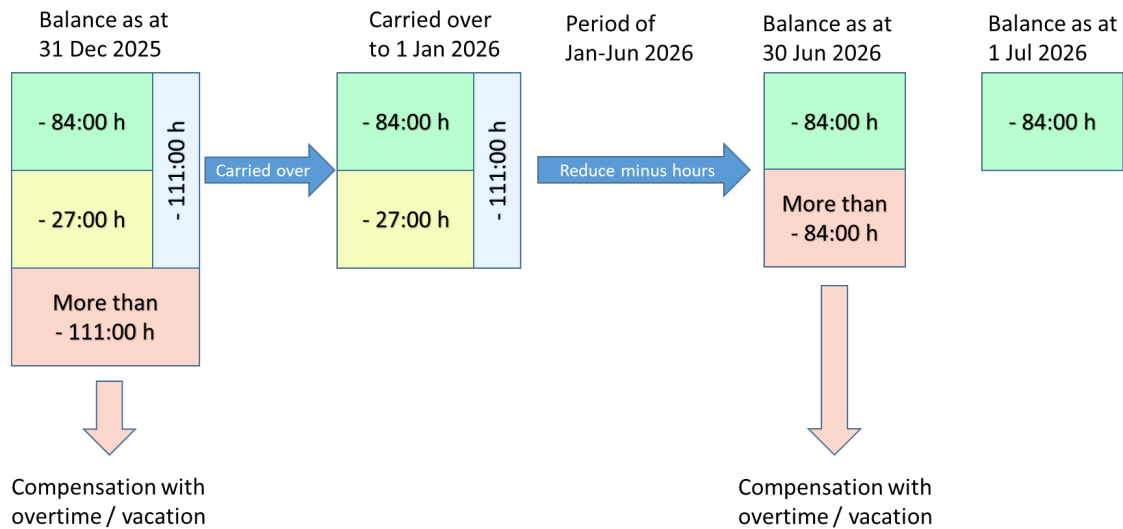 Balance as at
31 Dec 2025
Carried over
to 1 Jan 2026
Period of
Jan-Jun 2026
Balance as at
30 Jun 2026
Balance as at
1 Jul 2026
- 84:00 h
- 27:00 h
- 111:00 h
More than
- 111:00 h
Carried over
- 84:00 h
- 27:00 h
- 111:00 h
Reduce minus hours
- 84:00 h
More than
- 84:00 h
- 84:00 h
Compensation with
overtime / vacation
Compensation with
overtime / vacation